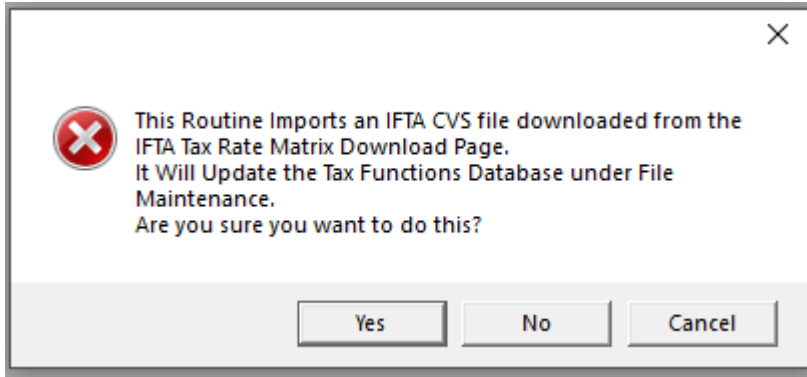 This Routine Imports an IFTA CVS file downloaded from the
IFTA Tax Rate Matrix Download Page.
It Will Update the Tax Functions Database under File
Maintenance.
Are you sure you want to do this?
Yes No Cancel